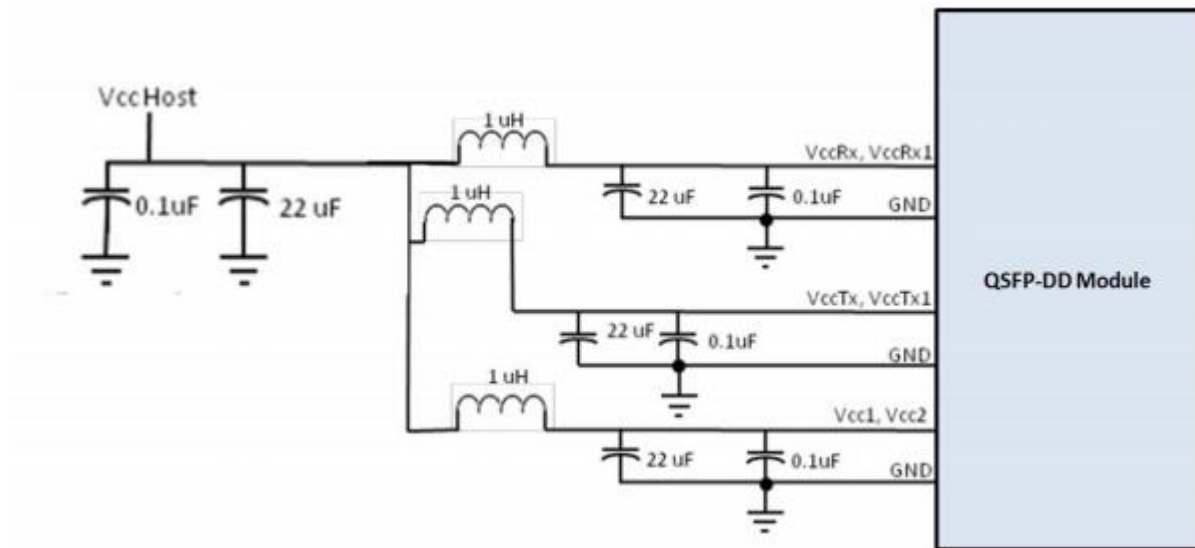 VccHost
0.1uF
22 uF
1 uH
VccRx, VccRx1
22 uF
0.1uF
GND
1 uH
VccTx, VccTx1
22 uF
0.1uF
GND
1 uH
Vcc1, Vcc2
22 uF
0.1uF
GND
QSFP-DD Module